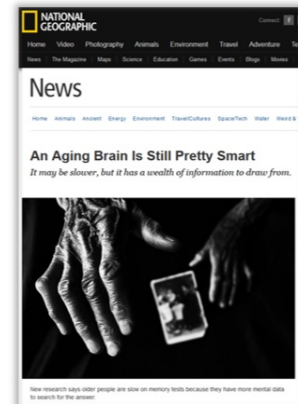 NATIONAL
GEOGRAPHIC
Connect:
Home Video Photography Animals Environment Travel Adventure
News The Magazine Maps Science Education Games Events Blogs Movies
News
Home Animals Ancient Energy Environment Travel/Cultures Space/Tech Water Weird &
An Aging Brain Is Still Pretty Smart
It may be slower, but it has a wealth of information to draw from.
New research says older people are slow on memory tests because they have more mental data
to search for the answer